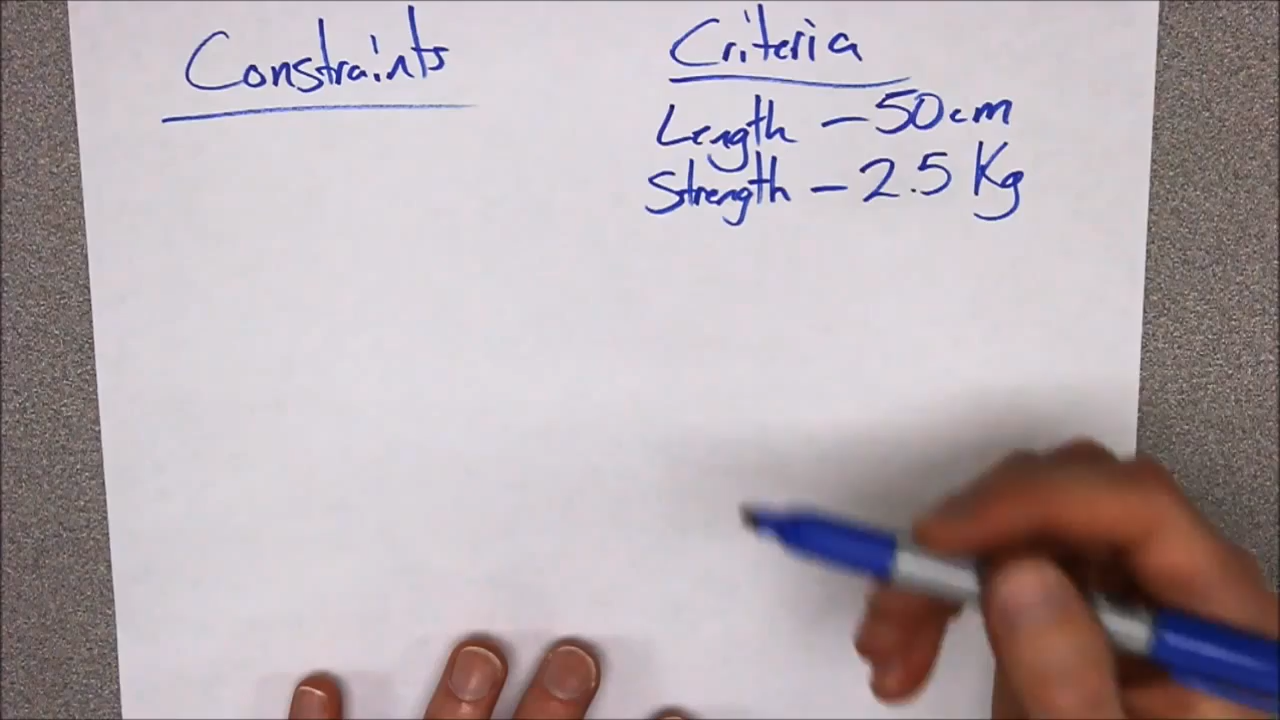 Constraints
Criteria
Length - 50cm
Strength - 2.5 Kg